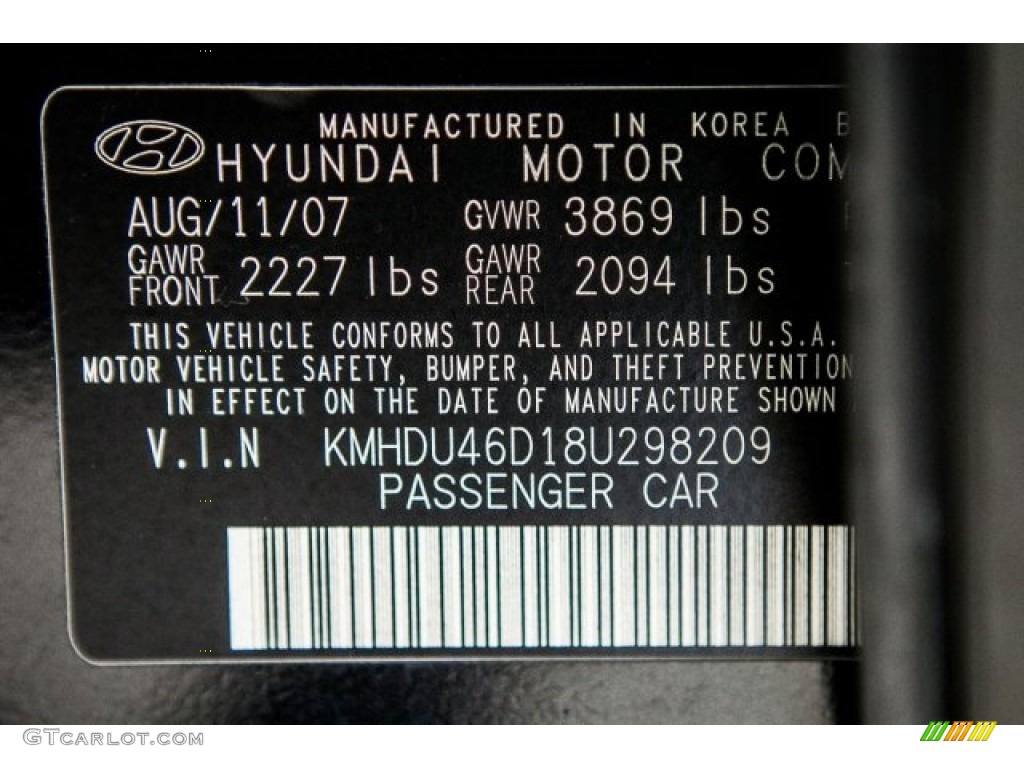 MANUFACTURED IN KOREA B
HYUNDAI MOTOR COM
AUG/11/07 GVWR 3869 lbs
GAWR FRONT 2227 lbs GAWR REAR 2094 lbs
THIS VEHICLE CONFORMS TO ALL APPLICABLE U.S.A.
MOTOR VEHICLE SAFETY, BUMPER, AND THEFT PREVENTION
IN EFFECT ON THE DATE OF MANUFACTURE SHOWN
V.I.N KMHDU46D18U298209
PASSENGER CAR
GTCARLOT.COM